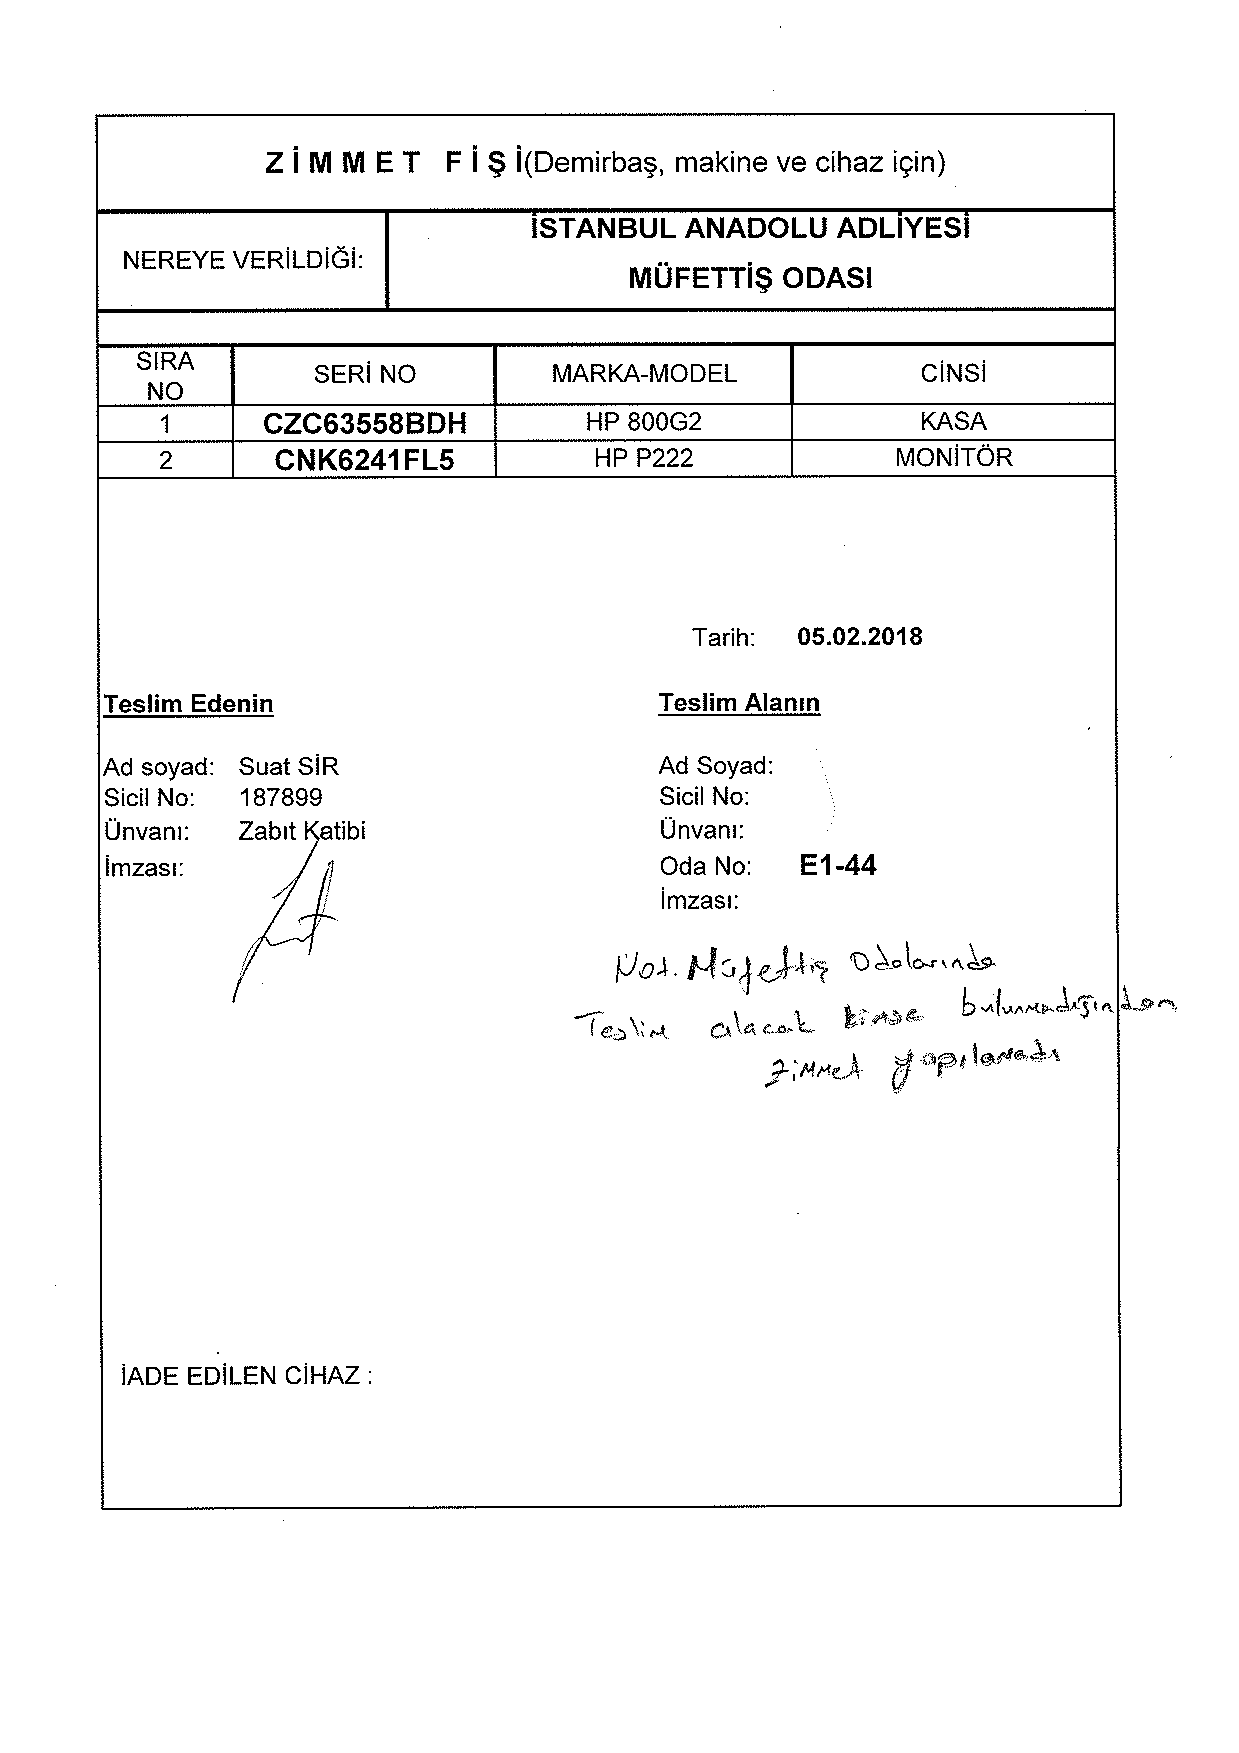 ZİMMET FİŞİ(Demirbaş, makine ve cihaz için)
NEREYE VERİLDİĞİ:
İSTANBUL ANADOLU ADLİYESİ
MÜFETTİŞ ODASI
SIRA NO SERİ NO MARKA-MODEL CİNSİ
1 CZC63558BDH HP 800G2 KASA
2 CNK6241FL5 HP P222 MONİTÖR
Tarih: 05.02.2018
Teslim Edenin
Ad soyad: Suat SİR
Sicil No: 187899
Ünvanı: Zabıt Katibi
İmzası:
Teslim Alanın
Ad Soyad:
Sicil No:
Ünvanı:
Oda No: E1-44
İmzası:
Not. Müfettiş Odalarında
Teslim alacak kimse bulunmadığından
zimmet yapılamadı
İADE EDİLEN CİHAZ :